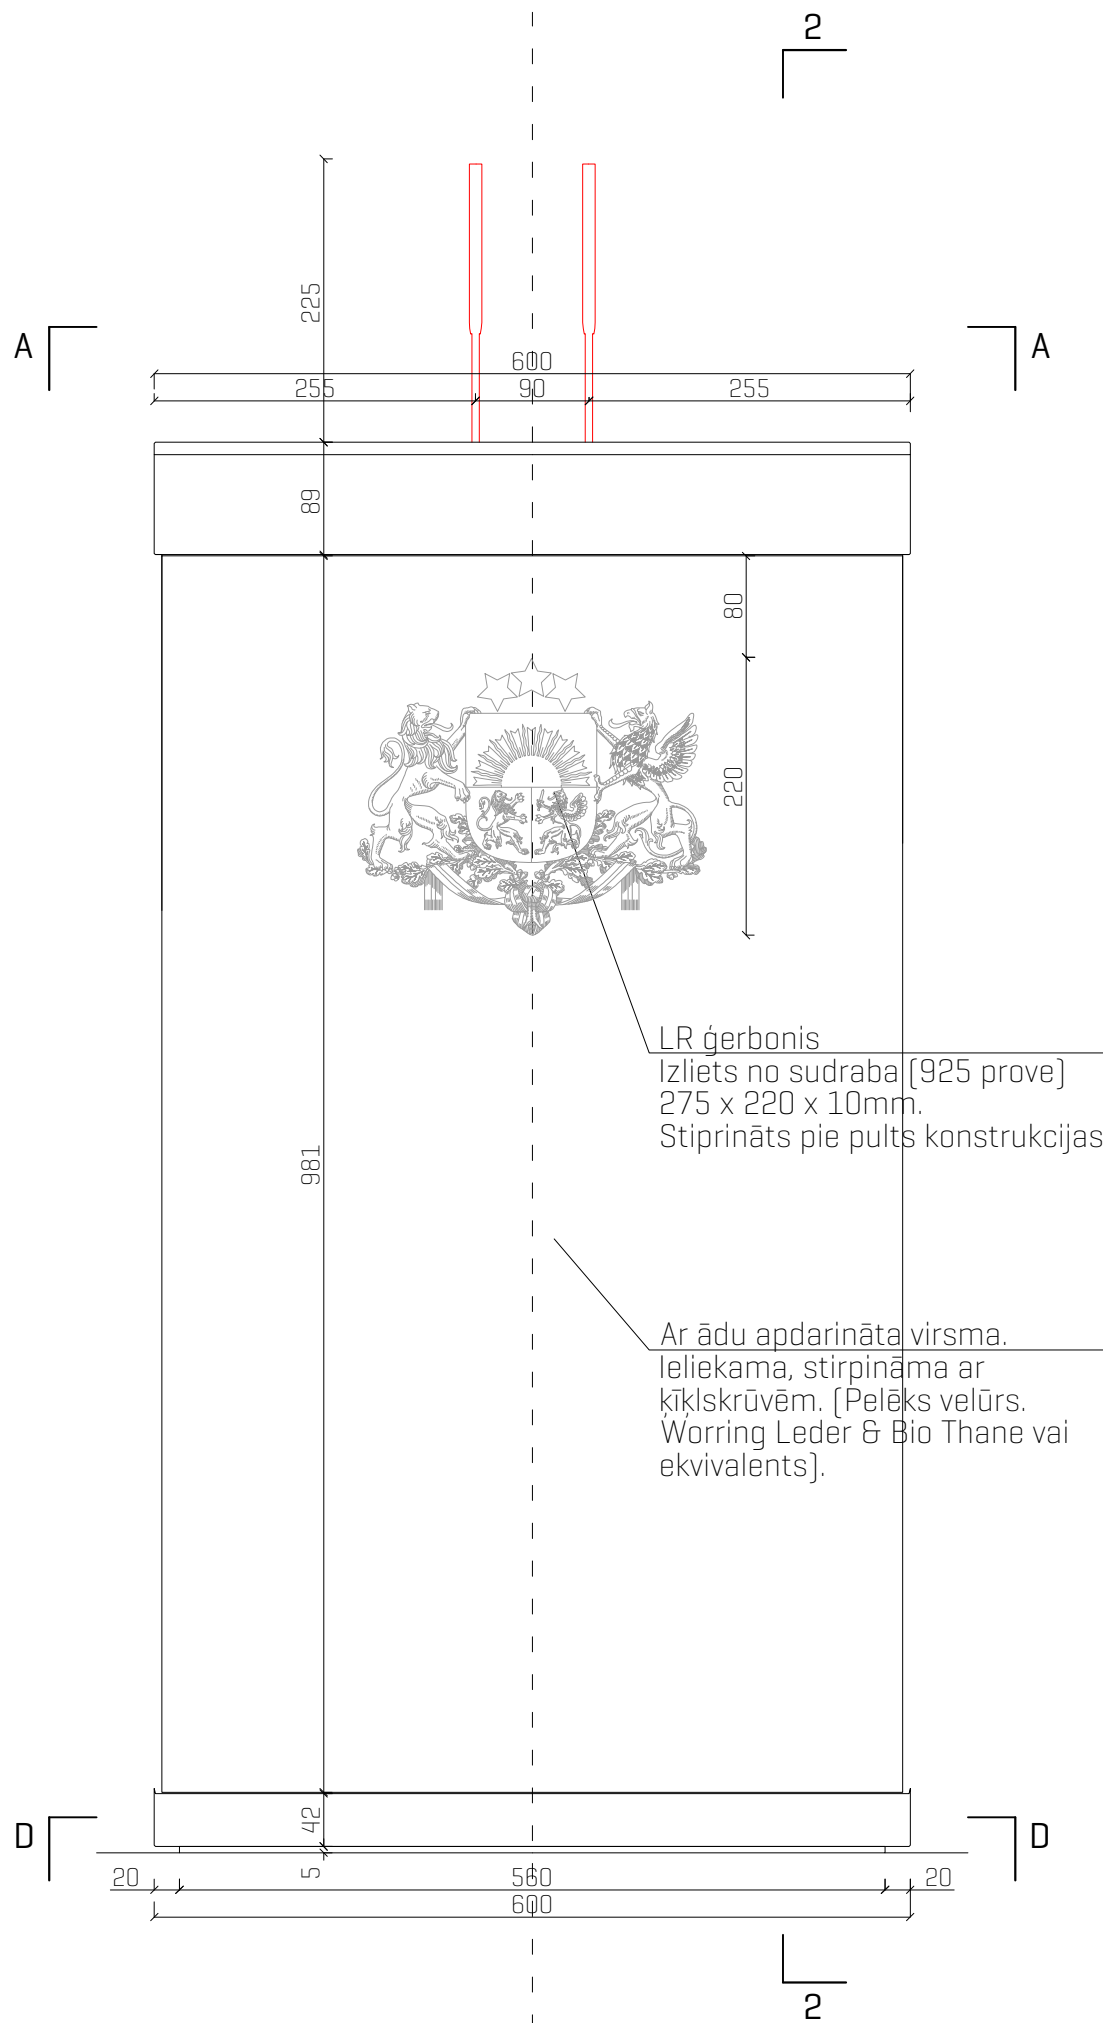 2
225
A
A
600
255
90
255
89
80
220
LR ģerbonis
Izliets no sudraba (925 prove)
275 x 220 x 10mm.
Stiprināts pie pults konstrukcijas
981
Ar ādu apdarināta virsma.
Ieliekama, stirpināma ar
ķīķlskrūvēm. (Pelēks velūrs.
Worring Leder & Bio Thane vai
ekvivalents).
42
D
D
5
20
560
20
600
2